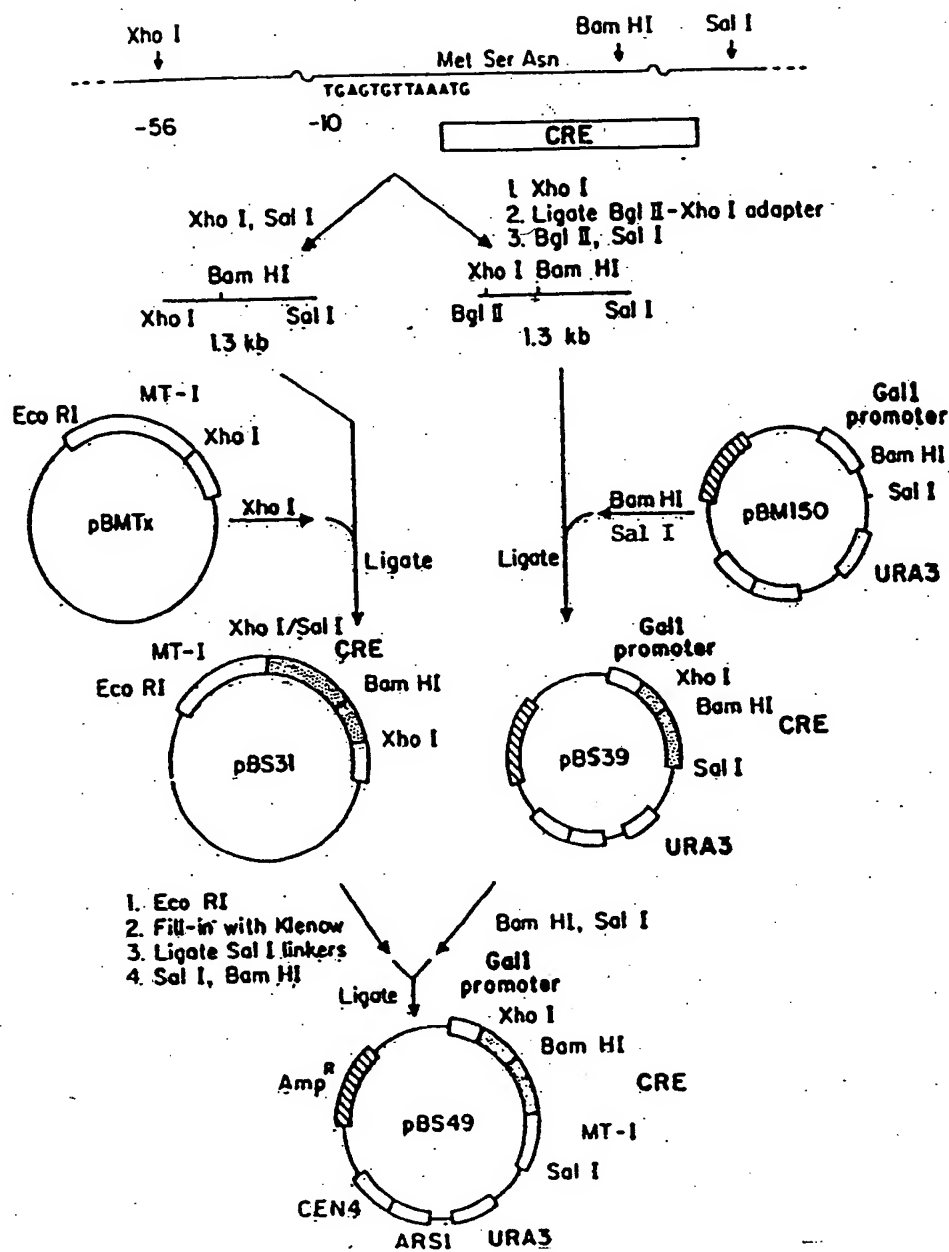 Xho I
Bam HI
Sal I
Met Ser Asn
TGAGTGTTAAATG
-56
-10
CRE
Xho I, Sal I
1. Xho I
2. Ligate Bgl II-Xho I adapter
3. Bgl II, Sal I
Bam HI
Xho I
Sal I
1.3 kb
Xho I
Bam HI
Bgl II
Sal I
1.3 kb
MT-I
Eco RI
Xho I
pBMTx
Xho I
Ligate
Gal1
promoter
Bam HI
Sal I
pBM150
URA3
Bam HI
Sal I
Ligate
Xho I/Sal I
CRE
MT-I
Eco RI
Bam HI
Xho I
pBS31
Gal1
promoter
Xho I
Bam HI
CRE
pBS39
Sal I
URA3
1. Eco RI
2. Fill-in with Klenow
3. Ligate Sal I linkers
4. Sal I, Bam HI
Bam HI, Sal I
Ligate
Gal1
promoter
Xho I
Bam HI
CRE
Amp R
pBS49
MT-I
Sal I
CEN4
ARS1
URA3